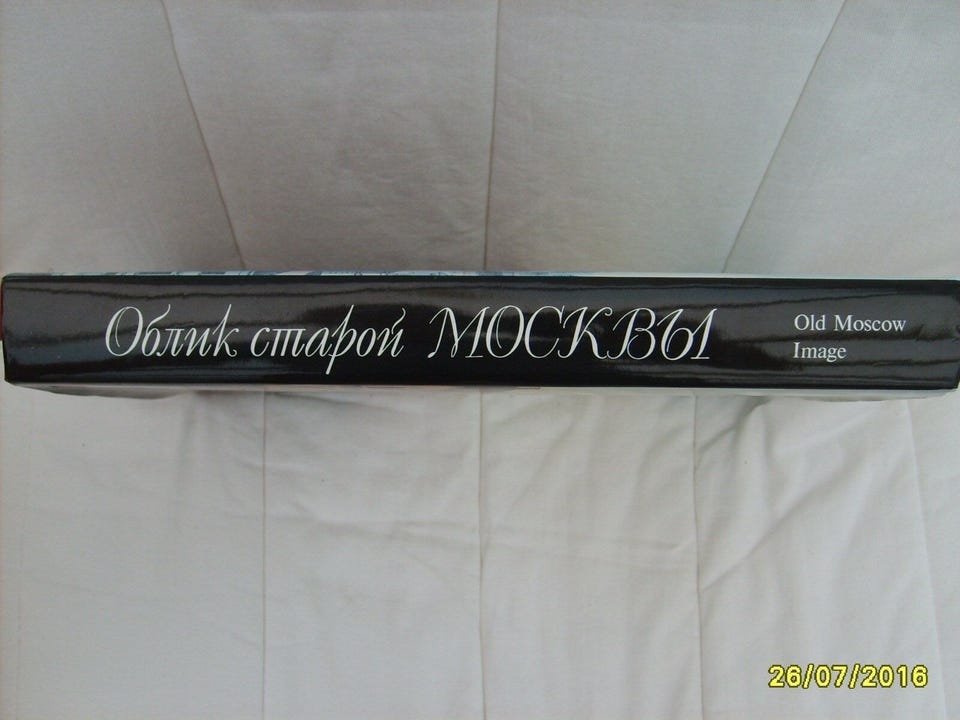 Облик старой МОСКВЫ
Old Moscow
Image
26/07/2016